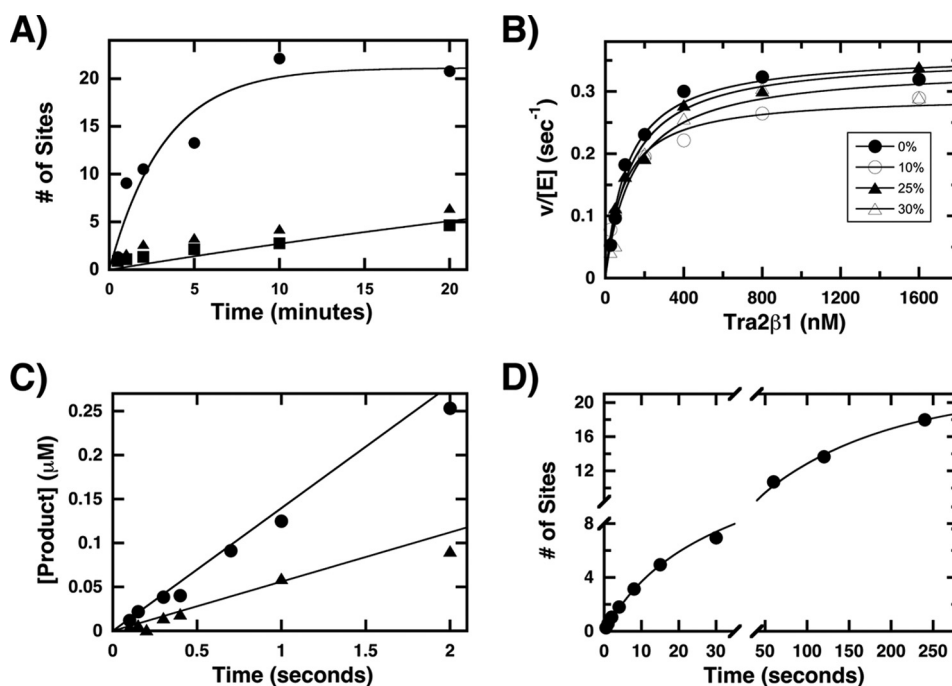 A)
# of Sites
20
15
10
5
0
0 5 10 15 20
Time (minutes)
B)
v/[E] (sec⁻¹)
0.3
0.2
0.1
0
0 400 800 1200 1600
Tra2β1 (nM)
0%
10%
25%
30%
C)
[Product] (μM)
0.25
0.2
0.15
0.1
0.05
0
0 0.5 1 1.5 2
Time (seconds)
D)
# of Sites
20
18
16
14
12
10
8
4
0
0 10 20 30 50 100 150 200 250
Time (seconds)